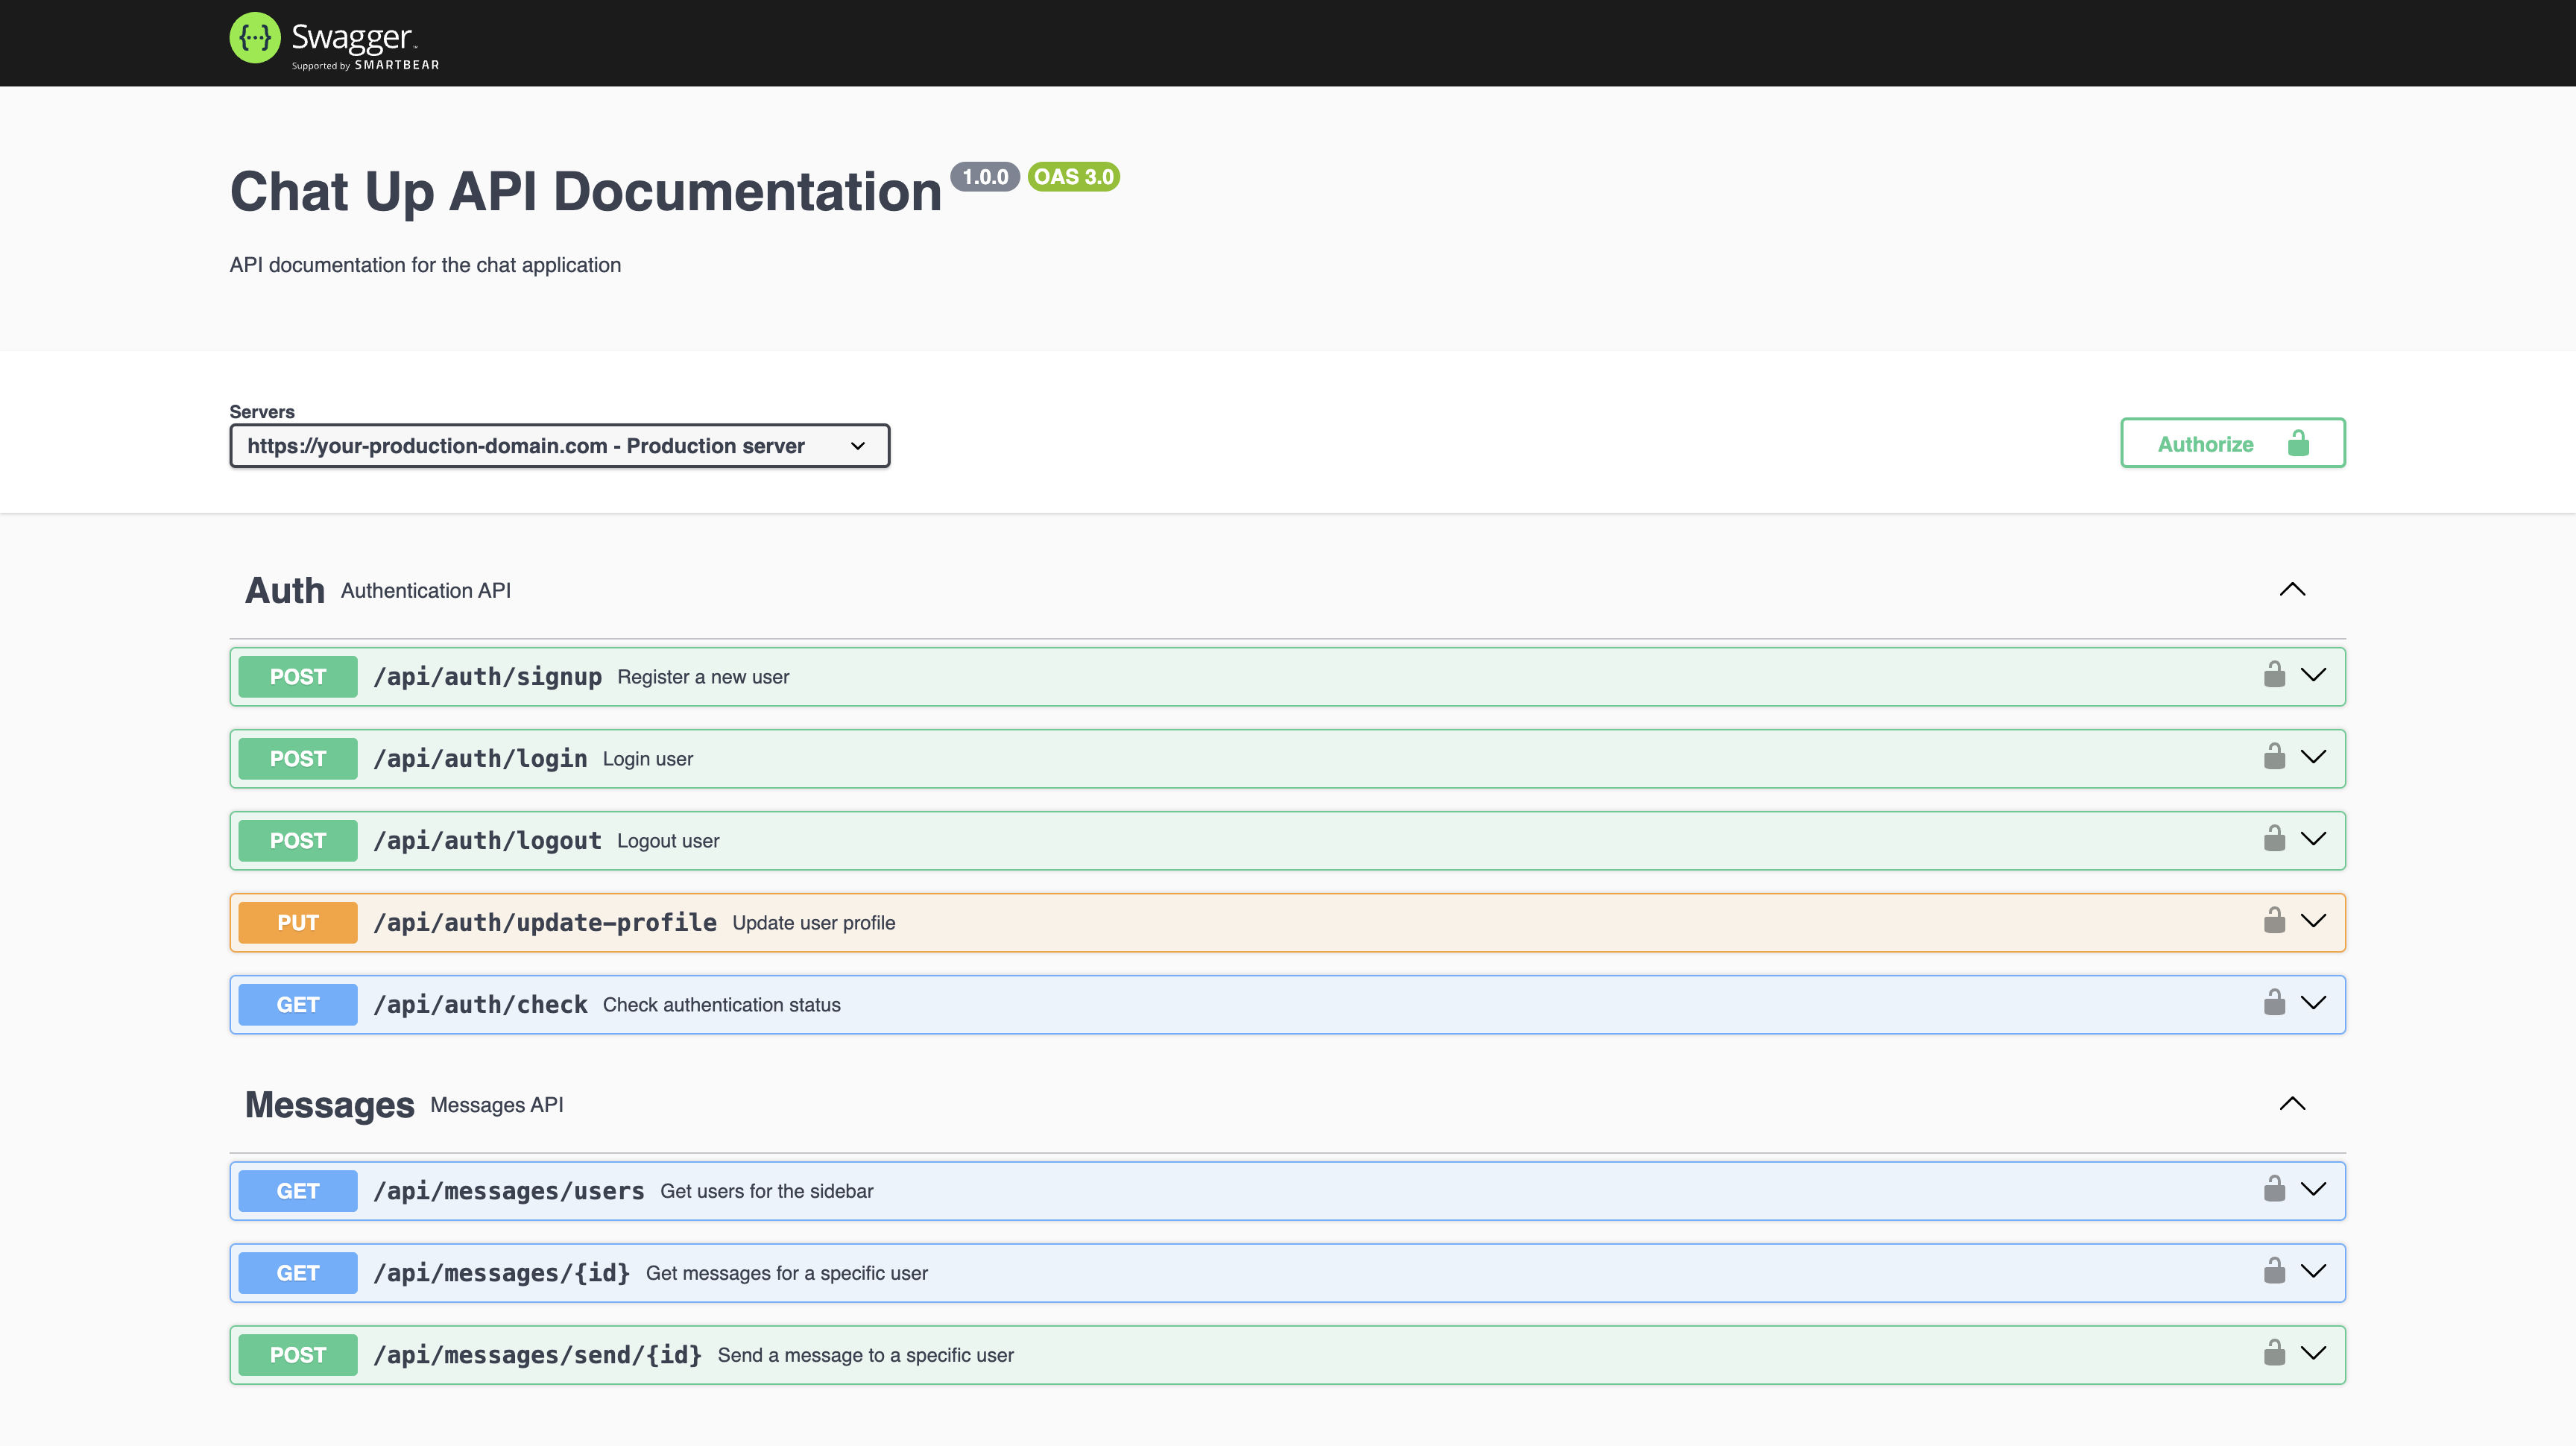 {···} Swagger™
Supported by SMARTBEAR
Chat Up API Documentation 1.0.0 OAS 3.0
API documentation for the chat application
Servers
https://your-production-domain.com - Production server
Authorize
Auth Authentication API
POST /api/auth/signup Register a new user
POST /api/auth/login Login user
POST /api/auth/logout Logout user
PUT /api/auth/update-profile Update user profile
GET /api/auth/check Check authentication status
Messages Messages API
GET /api/messages/users Get users for the sidebar
GET /api/messages/{id} Get messages for a specific user
POST /api/messages/send/{id} Send a message to a specific user